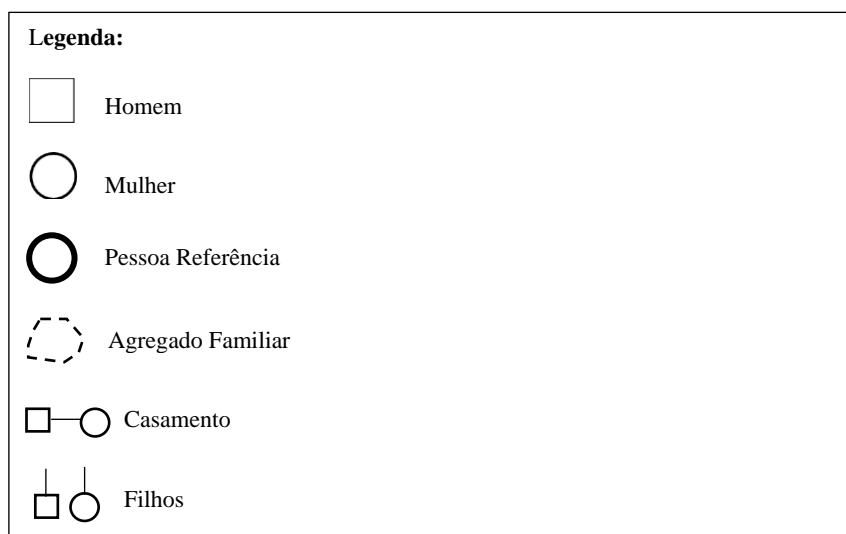 Legenda:
Homem
Mulher
Pessoa Referência
Agregado Familiar
Casamento
Filhos